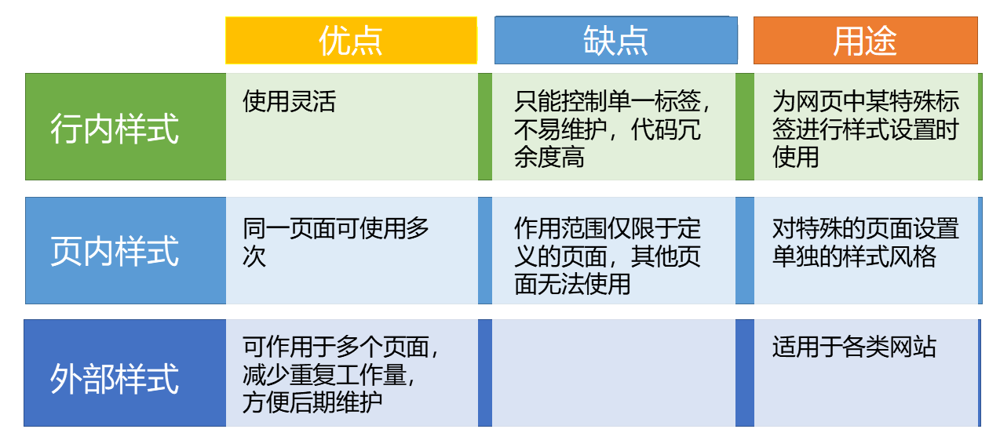 优点
缺点
用途
行内样式
使用灵活
只能控制单一标签，
不易维护，代码冗
余度高
为网页中某特殊标
签进行样式设置时
使用
页内样式
同一页面可使用多
次
作用范围仅限于定
义的页面，其他页
面无法使用
对特殊的页面设置
单独的样式风格
外部样式
可作用于多个页面，
减少重复工作量，
方便后期维护
适用于各类网站